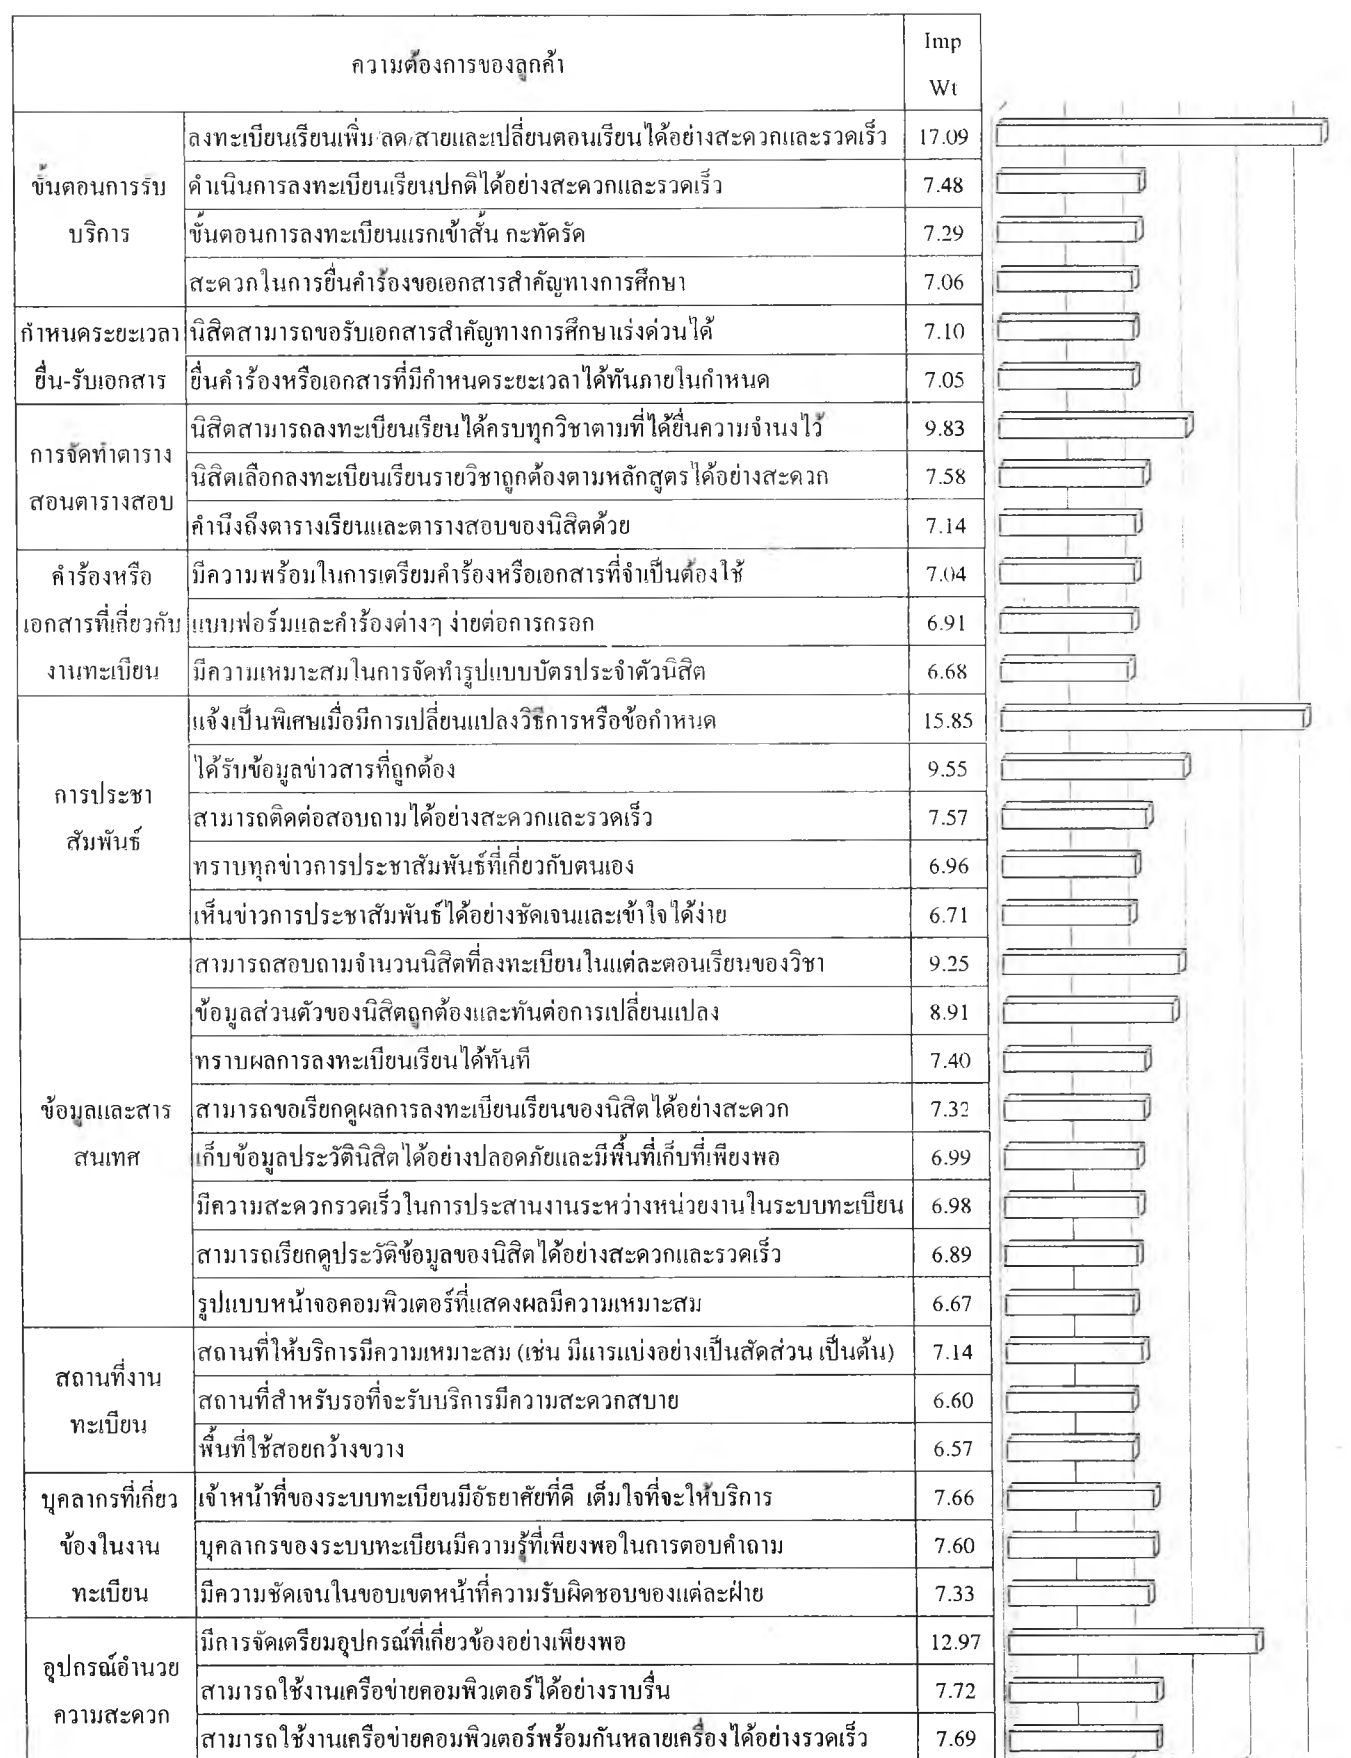 ความต้องการของลูกค้า
Imp
Wt
ขั้นตอนการรับ
บริการ
ลงทะเบียนเรียนเพิ่ม/ลด/สายและเปลี่ยนตอนเรียนได้อย่างสะดวกและรวดเร็ว 17.09
ดำเนินการลงทะเบียนเรียนปกติได้อย่างสะดวกและรวดเร็ว 7.48
ขั้นตอนการลงทะเบียนแรกเข้าสั้น กะทัดรัด 7.29
สะดวกในการยื่นคำร้องขอเอกสารสำคัญทางการศึกษา 7.06
กำหนดระยะเวลา
ยื่น-รับเอกสาร
นิสิตสามารถขอรับเอกสารสำคัญทางการศึกษาเร่งด่วนได้ 7.10
ยื่นคำร้องหรือเอกสารที่มีกำหนดระยะเวลาได้ทันภายในกำหนด 7.05
การจัดทำตาราง
สอนตารางสอบ
นิสิตสามารถลงทะเบียนเรียนได้ครบทุกวิชาตามที่ได้ยื่นความจำนงไว้ 9.83
นิสิตเลือกลงทะเบียนเรียนรายวิชาถูกต้องตามหลักสูตรได้อย่างสะดวก 7.58
คำนึงถึงตารางเรียนและตารางสอบของนิสิตด้วย 7.14
คำร้องหรือ
เอกสารที่เกี่ยวกับ
งานทะเบียน
มีความพร้อมในการเตรียมคำร้องหรือเอกสารที่จำเป็นต้องใช้ 7.04
แบบฟอร์มและคำร้องต่างๆ ง่ายต่อการกรอก 6.91
มีความเหมาะสมในการจัดทำรูปแบบบัตรประจำตัวนิสิต 6.68
การประชา
สัมพันธ์
แจ้งเป็นพิเศษเมื่อมีการเปลี่ยนแปลงวิธีการหรือข้อกำหนด 15.85
ได้รับข้อมูลข่าวสารที่ถูกต้อง 9.55
สามารถติดต่อสอบถามได้อย่างสะดวกและรวดเร็ว 7.57
ทราบทุกข่าวการประชาสัมพันธ์ที่เกี่ยวกับตนเอง 6.96
เห็นข่าวการประชาสัมพันธ์ได้อย่างชัดเจนและเข้าใจได้ง่าย 6.71
ข้อมูลและสาร
สนเทศ
สามารถสอบถามจำนวนนิสิตที่ลงทะเบียนในแต่ละตอนเรียนของวิชา 9.25
ข้อมูลส่วนตัวของนิสิตถูกต้องและทันต่อการเปลี่ยนแปลง 8.91
ทราบผลการลงทะเบียนเรียนได้ทันที 7.40
สามารถขอเรียกดูผลการลงทะเบียนเรียนของนิสิตได้อย่างสะดวก 7.32
เก็บข้อมูลประวัตินิสิตได้อย่างปลอดภัยและมีพื้นที่เก็บที่เพียงพอ 6.99
มีความสะดวกรวดเร็วในการประสานงานระหว่างหน่วยงานในระบบทะเบียน 6.98
สามารถเรียกดูประวัติข้อมูลของนิสิตได้อย่างสะดวกและรวดเร็ว 6.89
รูปแบบหน้าจอคอมพิวเตอร์ที่แสดงผลมีความเหมาะสม 6.67
สถานที่งาน
ทะเบียน
สถานที่ให้บริการมีความเหมาะสม (เช่น มีการแบ่งอย่างเป็นสัดส่วน เป็นต้น) 7.14
สถานที่สำหรับรอที่จะรับบริการมีความสะดวกสบาย 6.60
พื้นที่ใช้สอยกว้างขวาง 6.57
บุคลากรที่เกี่ยว
ข้องในงาน
ทะเบียน
เจ้าหน้าที่ของระบบทะเบียนมีอัธยาศัยที่ดี เต็มใจที่จะให้บริการ 7.66
บุคลากรของระบบทะเบียนมีความรู้ที่เพียงพอในการตอบคำถาม 7.60
มีความชัดเจนในขอบเขตหน้าที่ความรับผิดชอบของแต่ละฝ่าย 7.33
อุปกรณ์อำนวย
ความสะดวก
มีการจัดเตรียมอุปกรณ์ที่เกี่ยวข้องอย่างเพียงพอ 12.97
สามารถใช้งานเครือข่ายคอมพิวเตอร์ได้อย่างราบรื่น 7.72
สามารถใช้งานเครือข่ายคอมพิวเตอร์พร้อมกันหลายเครื่องได้อย่างรวดเร็ว 7.69